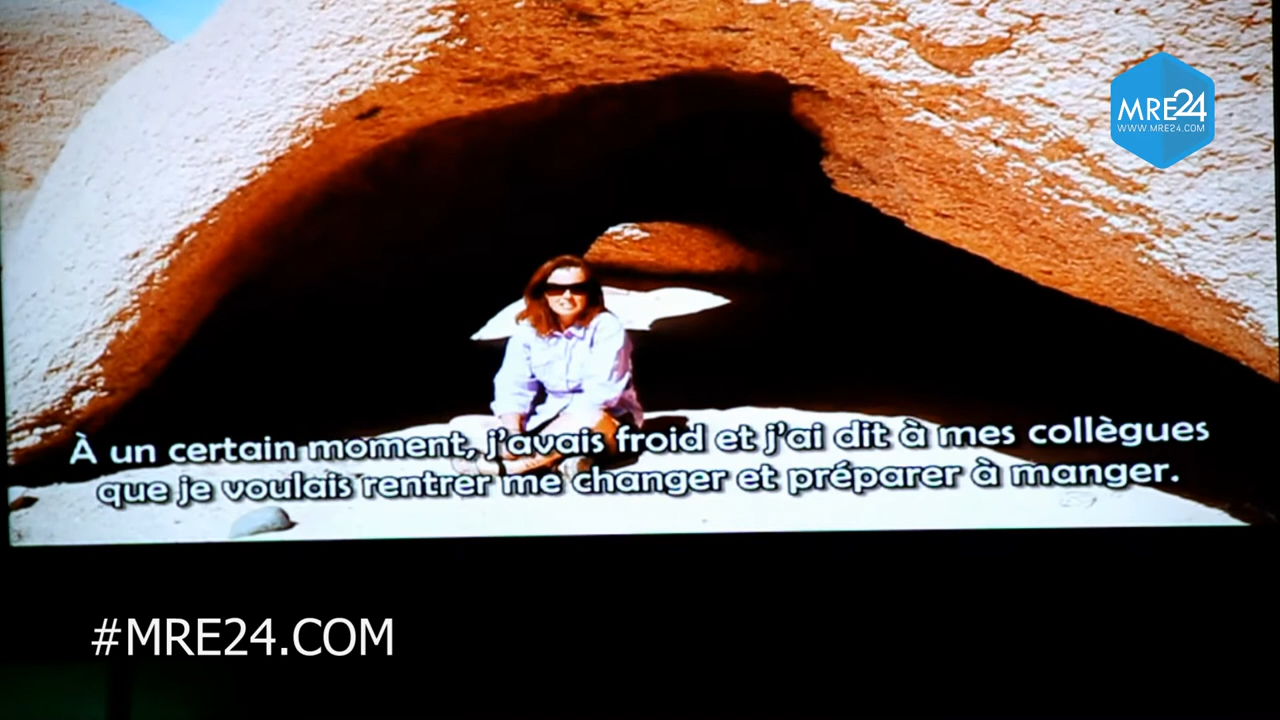 MRE24
WWW.MRE24.COM
À un certain moment, j'avais froid et j'ai dit à mes collègues
que je voulais rentrer me changer et préparer à manger.
#MRE24.COM